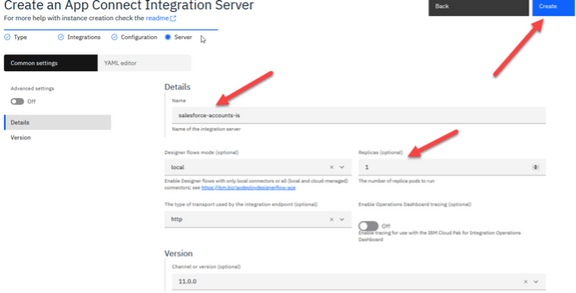 Create an App Connect Integration Server
Back
Create
For more help with instance creation check the readme
Type
Integrations
Configuration
Server
Common settings
YAML editor
Advanced settings
Off
Details
Version
Details
Name
salesforce-accounts-is
Name of the integration server
Designer flows mode (optional)
local
Enable Designer flows with only local connectors or all (local and cloud-managed)
connectors; see
Replicas (optional)
1
The number of replica pods to run
The type of transport used by the integration endpoint (optional)
http
Enable Operations Dashboard tracing (optional)
Off
Enable tracing for use with the IBM Cloud Pak for Integration Operations
Dashboard
Version
Channel or version (optional)
11.0.0